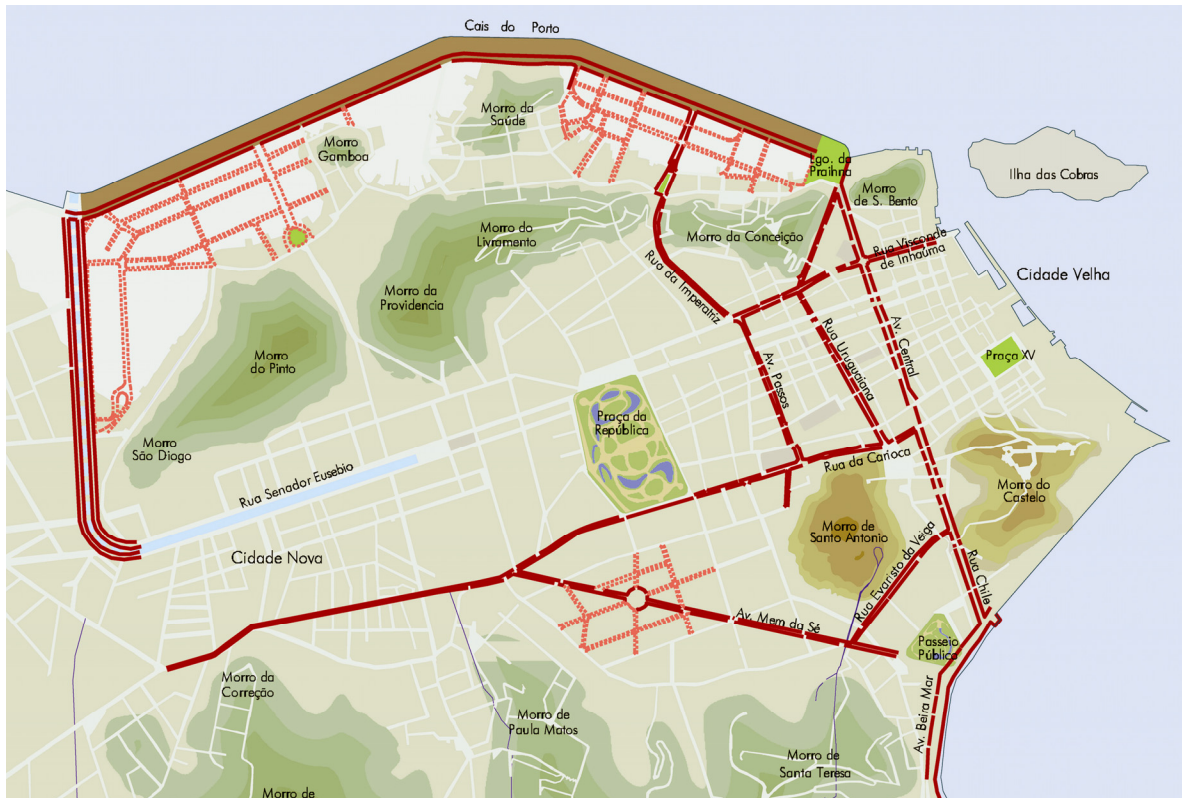 Cais do Porto
Morro da
Saúde
Morro
Gamboa
Lgo. da
Praihna
Ilha das Cobras
Morro
de S. Bento
Morro do
Livramento
Morro da Conceição
Rua Visconde
de Inhaúma
Cidade Velha
Rua da Imperatriz
Morro da
Providencia
Rua Uruguaiana
Av. Central
Morro
do Pinto
Av. Passos
Praça XV
Praça da
República
Morro
São Diogo
Rua Senador Eusebio
Rua da Carioca
Morro do
Castelo
Morro de
Santo Antonio
Cidade Nova
Rua Evaristo da Veiga
Rua Chile
Av. Mem da Sé
Passeio
Público
Morro da
Correção
Av. Beira Mar
Morro de
Paula Matos
Morro de
Santa Teresa
Morro de